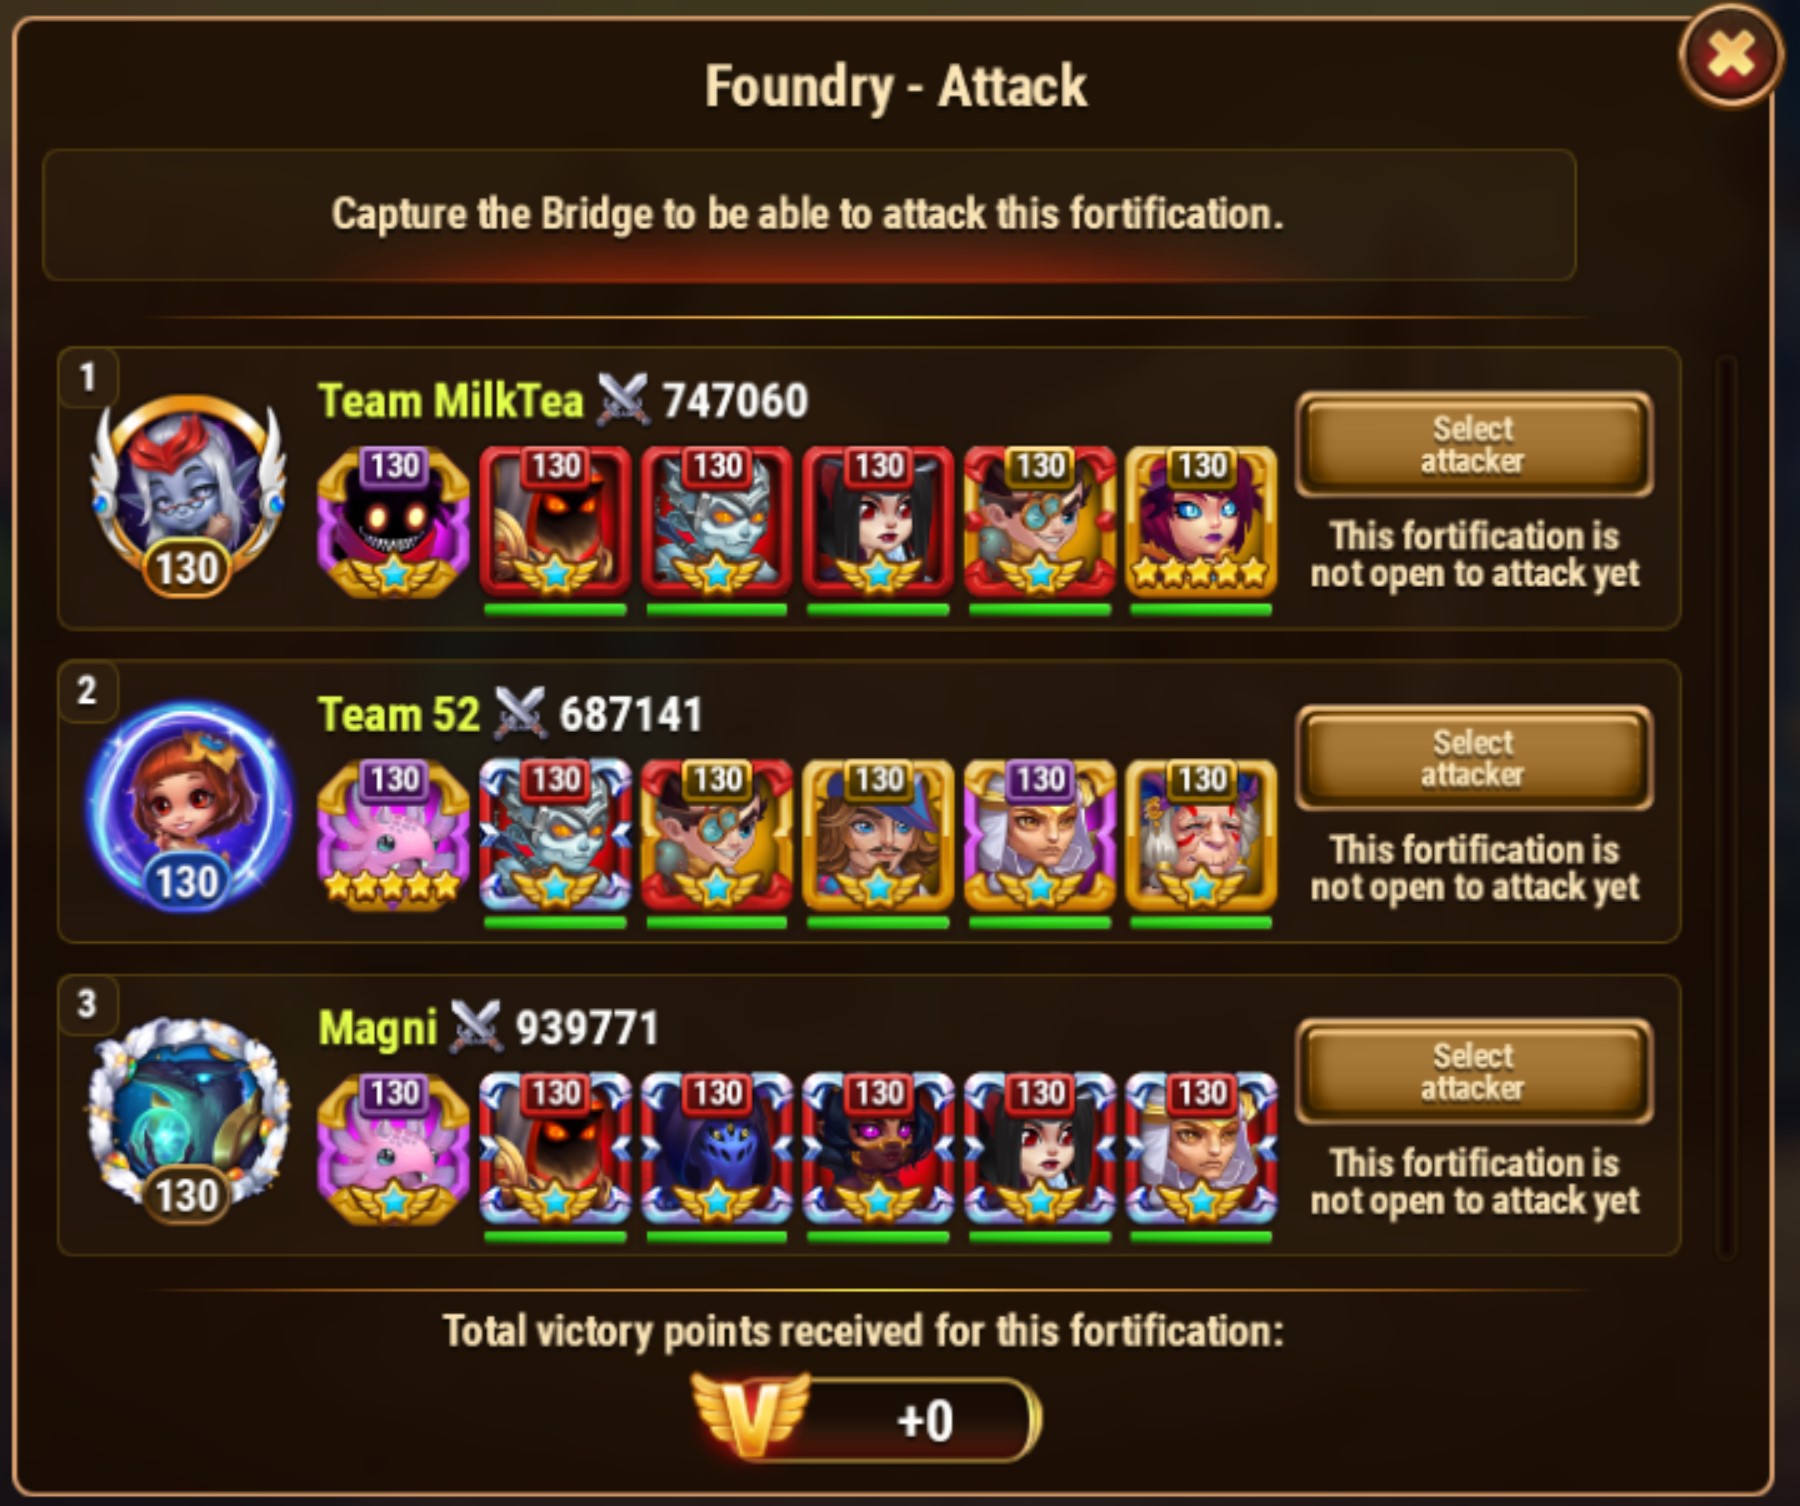 Foundry - Attack
Capture the Bridge to be able to attack this fortification.
1
Team MilkTea 747060
130
130
130
130
130
130
130
Select
attacker
This fortification is
not open to attack yet
2
Team 52 687141
130
130
130
130
130
130
130
Select
attacker
This fortification is
not open to attack yet
3
Magni 939771
130
130
130
130
130
130
130
Select
attacker
This fortification is
not open to attack yet
Total victory points received for this fortification:
V +0